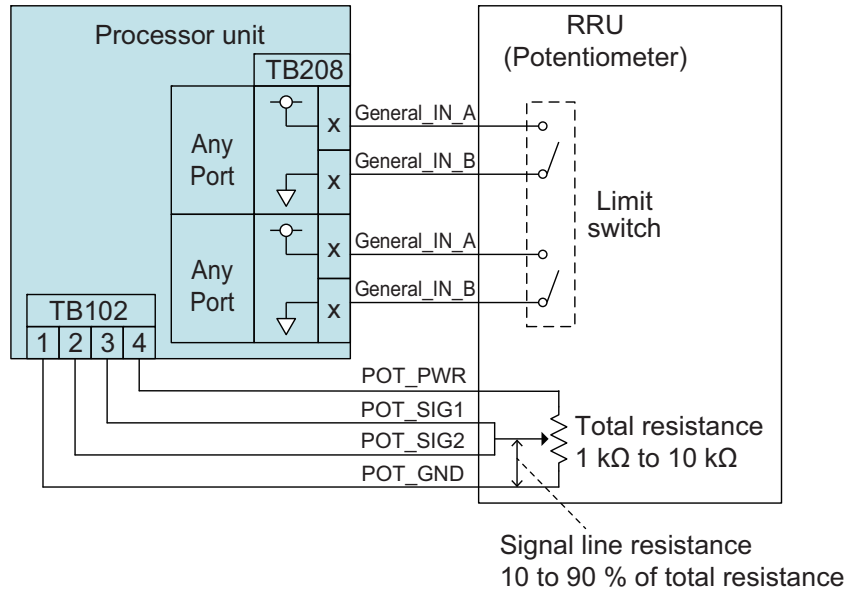 Processor unit
TB208
Any
Port
x
x
Any
Port
x
x
General_IN_A
General_IN_B
General_IN_A
General_IN_B
RRU
(Potentiometer)
Limit
switch
TB102
1 2 3 4
POT_PWR
POT_SIG1
POT_SIG2
POT_GND
Total resistance
1 kΩ to 10 kΩ
Signal line resistance
10 to 90 % of total resistance